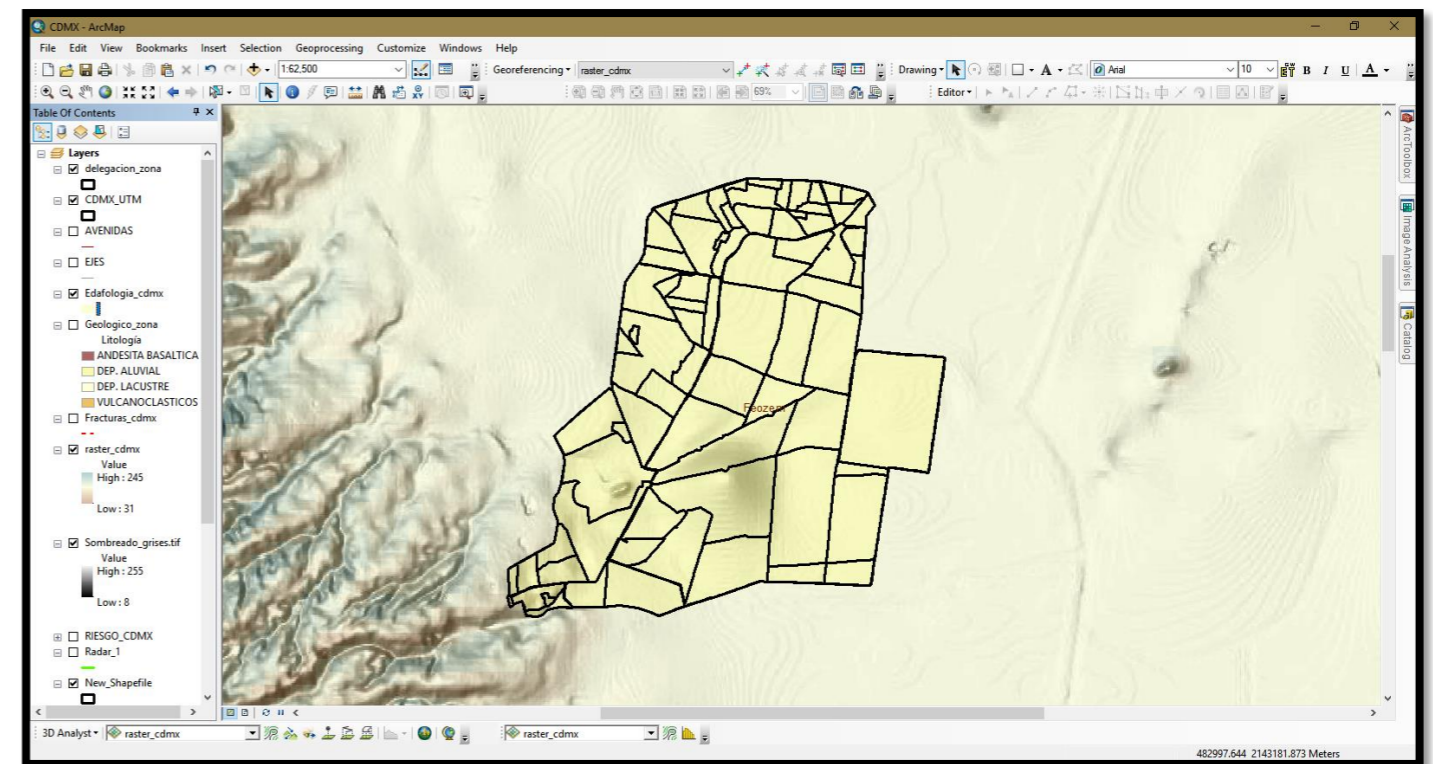 CDMX - ArcMap
File Edit View Bookmarks Insert Selection Geoprocessing Customize Windows Help
1:62,500 Georeferencing raster_cdmx Drawing A Arial 10 B I U A
69% Editor
Table Of Contents
Layers
delegacion_zona
CDMX_UTM
AVENIDAS
EJES
Edafologia_cdmx
Geologico_zona
Litología
ANDESITA BASALTICA
DEP. ALUVIAL
DEP. LACUSTRE
VULCANOCLASTICOS
Fracturas_cdmx
raster_cdmx
Value
High : 245
Low : 31
Sombreado_grises.tif
Value
High : 255
Low : 8
RIESGO_CDMX
Radar_1
New_Shapefile
Feozem
ArcToolbox
Image Analysis
Catalog
3D Analyst raster_cdmx raster_cdmx
482997.644 2143181.873 Meters